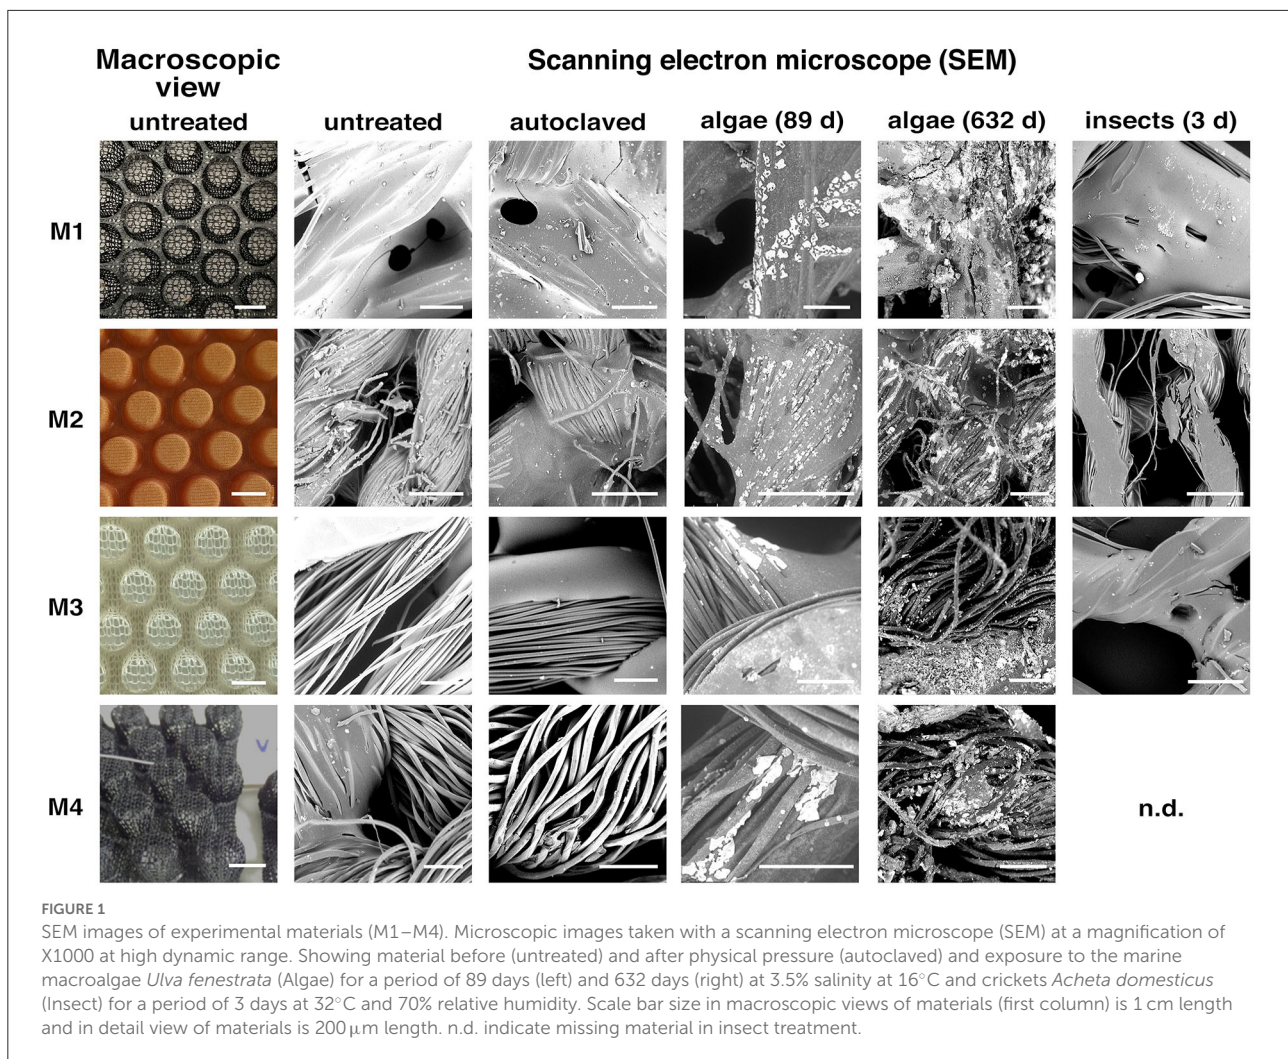 Macroscopic
view
Scanning electron microscope (SEM)
untreated
untreated
autoclaved
algae (89 d)
algae (632 d)
insects (3 d)
M1
M2
M3
M4
V
n.d.
FIGURE 1
SEM images of experimental materials (M1–M4). Microscopic images taken with a scanning electron microscope (SEM) at a magnification of
X1000 at high dynamic range. Showing material before (untreated) and after physical pressure (autoclaved) and exposure to the marine
macroalgae Ulva fenestrata (Algae) for a period of 89 days (left) and 632 days (right) at 3.5% salinity at 16°C and crickets Acheta domesticus
(Insect) for a period of 3 days at 32°C and 70% relative humidity. Scale bar size in macroscopic views of materials (first column) is 1 cm length
and in detail view of materials is 200 μm length. n.d. indicate missing material in insect treatment.